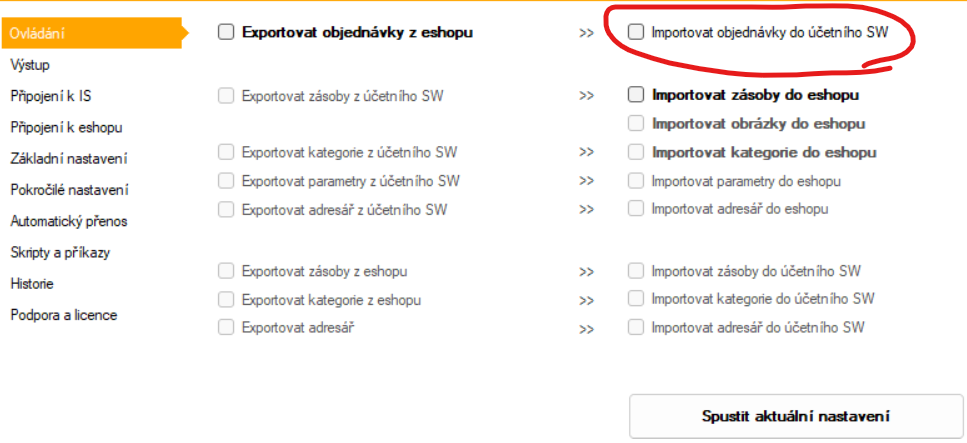 Ovládání
Výstup
Připojení k IS
Připojení k eshopu
Základní nastavení
Pokročilé nastavení
Automatický přenos
Skripty a příkazy
Historie
Podpora a licence
Exportovat objednávky z eshopu >> Importovat objednávky do účetního SW
Exportovat zásoby z účetního SW >> Importovat zásoby do eshopu
Importovat obrázky do eshopu
Exportovat kategorie z účetního SW >> Importovat kategorie do eshopu
Exportovat parametry z účetního SW >> Importovat parametry do eshopu
Exportovat adresář z účetního SW >> Importovat adresář do eshopu
Exportovat zásoby z eshopu >> Importovat zásoby do účetního SW
Exportovat kategorie z eshopu >> Importovat kategorie do účetního SW
Exportovat adresář >> Importovat adresář do účetního SW
Spustit aktuální nastavení